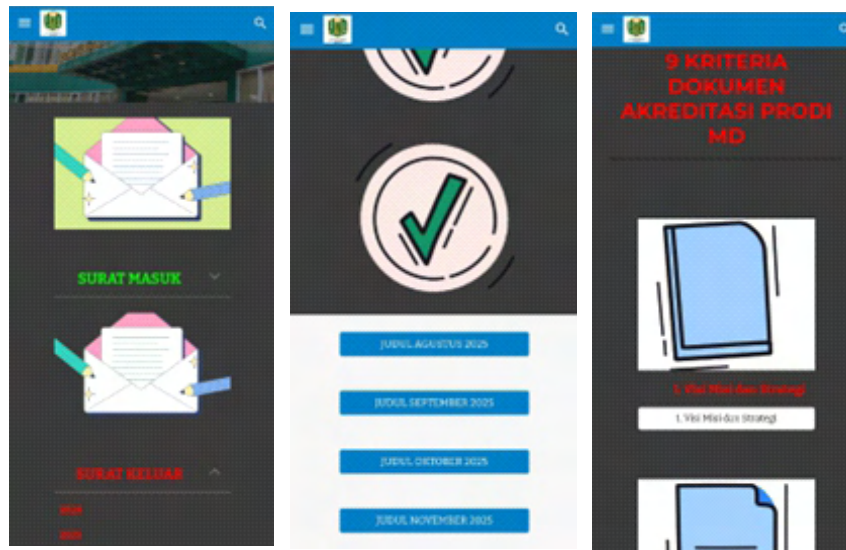 SURAT MASUK
SURAT KELUAR
2025
JUDUL AGUSTUS 2025
JUDUL SEPTEMBER 2025
JUDUL OKTOBER 2025
JUDUL NOVEMBER 2025
9 KRITERIA
DOKUMEN
AKREDITASI PRODI
MD
1. Visi Misi dan Strategi
1. Visi Misi dan Strategi